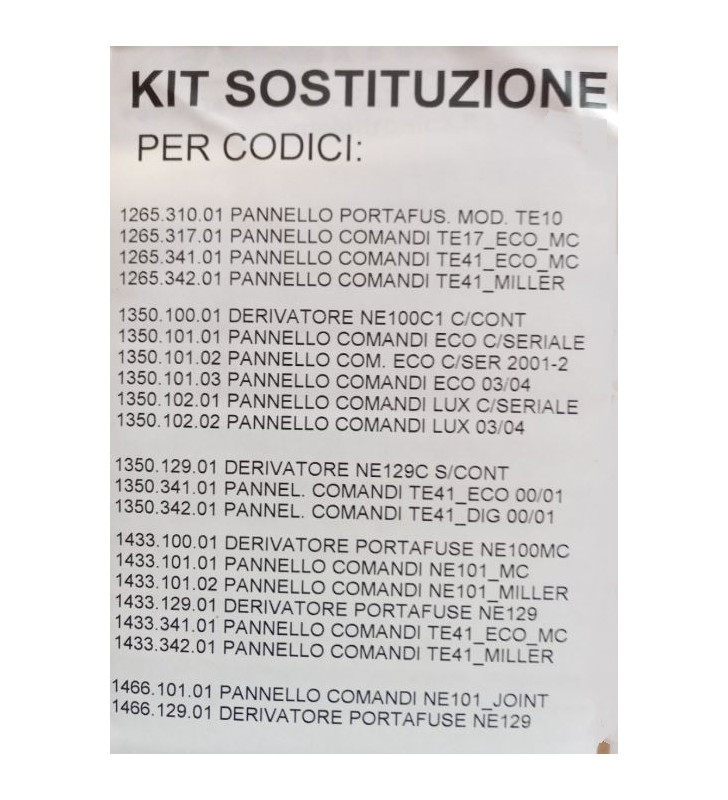 KIT SOSTITUZIONE
PER CODICI:
1265.310.01 PANNELLO PORTAFUS. MOD. TE10
1265.317.01 PANNELLO COMANDI TE17_ECO_MC
1265.341.01 PANNELLO COMANDI TE41_ECO_MC
1265.342.01 PANNELLO COMANDI TE41_MILLER
1350.100.01 DERIVATORE NE100C1 C/CONT
1350.101.01 PANNELLO COMANDI ECO C/SERIALE
1350.101.02 PANNELLO COM. ECO C/SER 2001-2
1350.101.03 PANNELLO COMANDI ECO 03/04
1350.102.01 PANNELLO COMANDI LUX C/SERIALE
1350.102.02 PANNELLO COMANDI LUX 03/04
1350.129.01 DERIVATORE NE129C S/CONT
1350.341.01 PANNEL. COMANDI TE41_ECO 00/01
1350.342.01 PANNEL. COMANDI TE41_DIG 00/01
1433.100.01 DERIVATORE PORTAFUSE NE100MC
1433.101.01 PANNELLO COMANDI NE101_MC
1433.101.02 PANNELLO COMANDI NE101_MILLER
1433.129.01 DERIVATORE PORTAFUSE NE129
1433.341.01 PANNELLO COMANDI TE41_ECO_MC
1433.342.01 PANNELLO COMANDI TE41_MILLER
1466.101.01 PANNELLO COMANDI NE101_JOINT
1466.129.01 DERIVATORE PORTAFUSE NE129